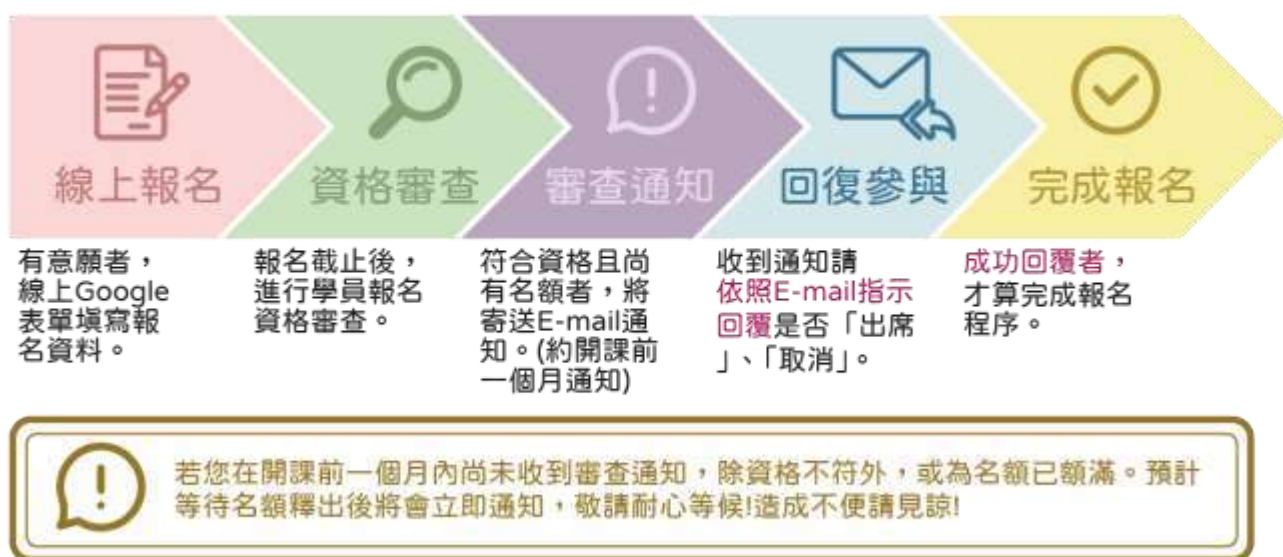 線上報名
資格審查
審查通知
回復參與
完成報名
有意願者，
線上Google
表單填寫報
名資料。
報名截止後，
進行學員報名
資格審查。
符合資格且尚
有名額者，將
寄送E-mail通
知。(約開課前
一個月通知)
收到通知請
依照E-mail指示
回覆是否「出席
」、「取消」。
成功回覆者，
才算完成報名
程序。
若您在開課前一個月內尚未收到審查通知，除資格不符外，或為名額已額滿。預計
等待名額釋出後將會立即通知，敬請耐心等候!造成不便請見諒!